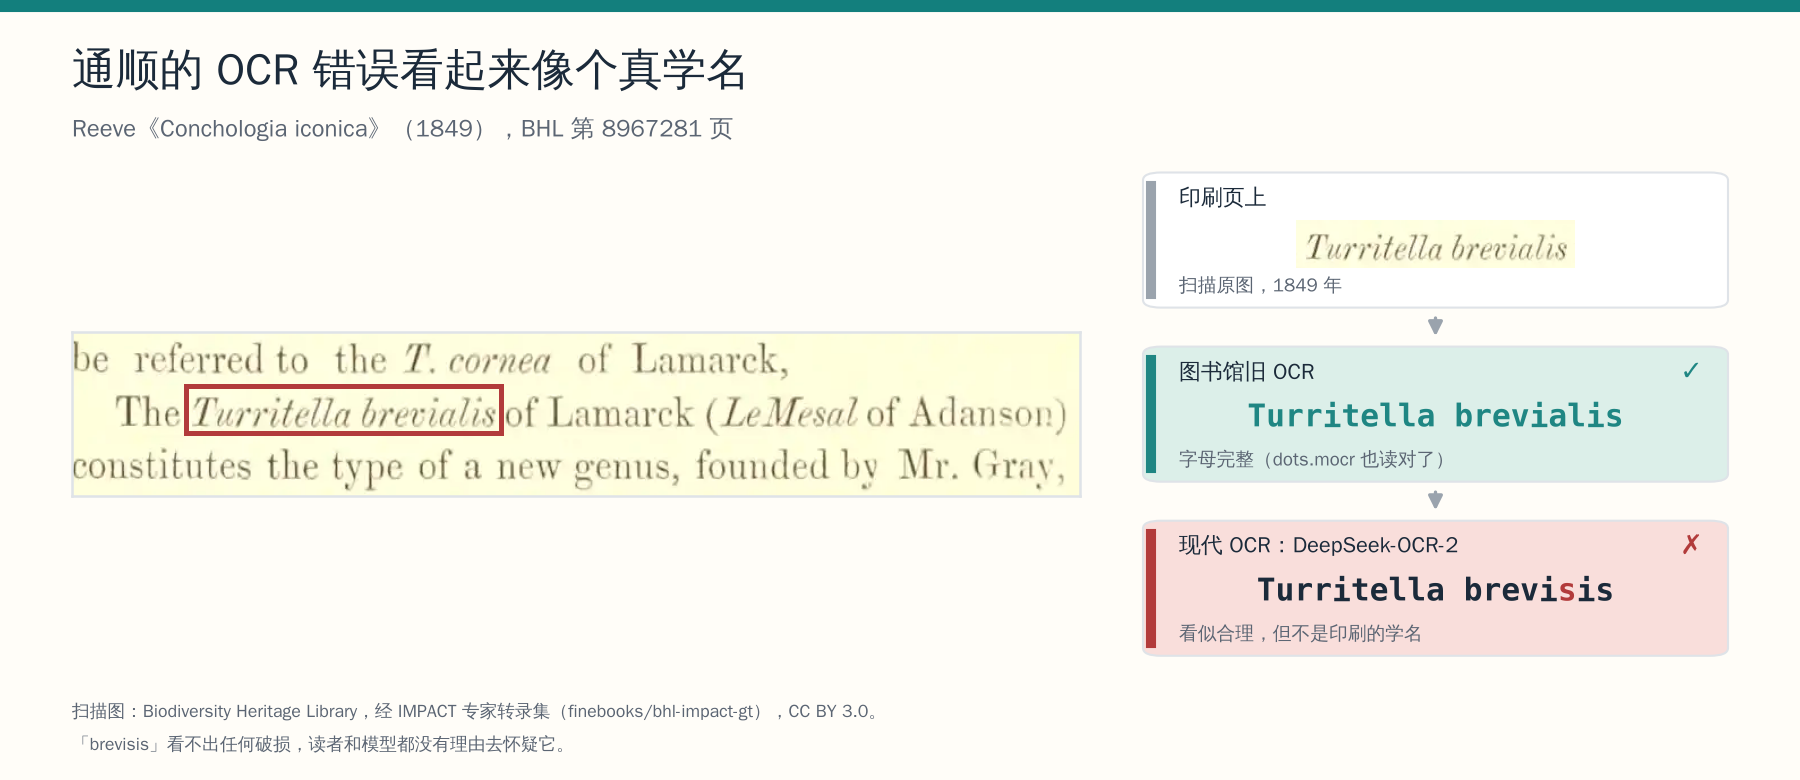 通顺的 OCR 错误看起来像个真学名
Reeve《Conchologia iconica》（1849），BHL 第 8967281 页
be referred to the T. cornea of Lamarck,
The Turritella brevialis of Lamarck (Le Mesal of Adanson)
constitutes the type of a new genus, founded by Mr. Gray,
印刷页上
Turritella brevialis
扫描原图，1849 年
图书馆旧 OCR ✓
Turritella brevialis
字母完整（dots.mocr 也读对了）
现代 OCR：DeepSeek-OCR-2 ✗
Turritella brevisis
看似合理，但不是印刷的学名
扫描图：Biodiversity Heritage Library，经 IMPACT 专家转录集（finebooks/bhl-impact-gt），CC BY 3.0。
「brevisis」看不出任何破损，读者和模型都没有理由去怀疑它。